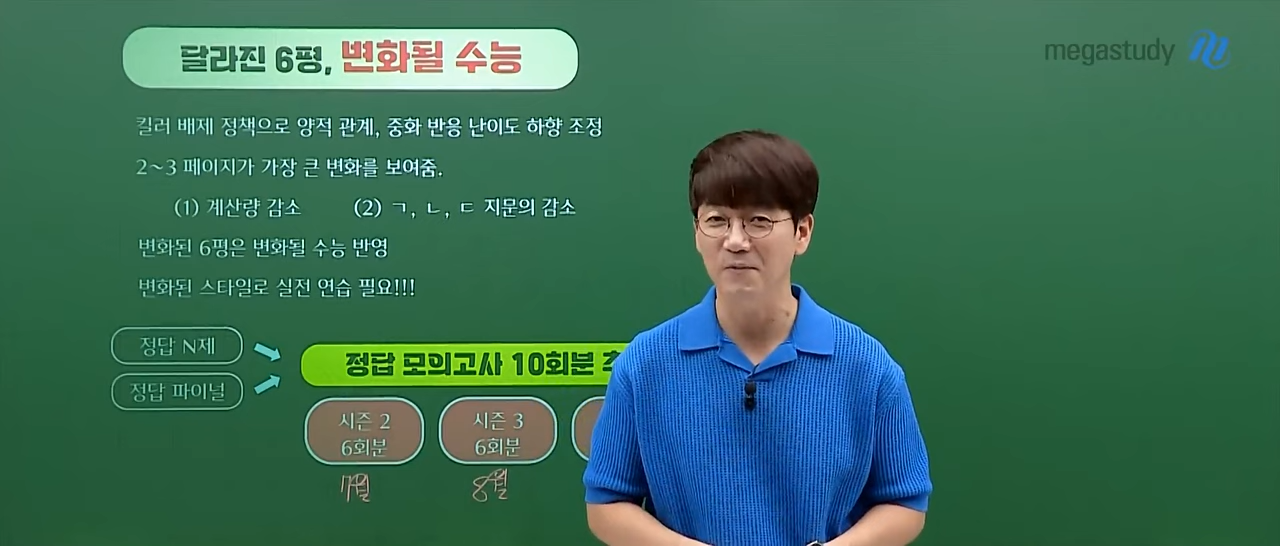 megastudy
달라진 6평, 변화될 수능
킬러 배제 정책으로 양적 관계, 중화 반응 난이도 하향 조정
2~3 페이지가 가장 큰 변화를 보여줌.
(1) 계산량 감소 (2) ㄱ, ㄴ, ㄷ 지문의 감소
변화된 6평은 변화될 수능 반영
변화된 스타일로 실전 연습 필요!!!
정답 N제
정답 파이널
정답 모의고사 10회분
시즌 2
6회분
시즌 3
6회분
7월
8월